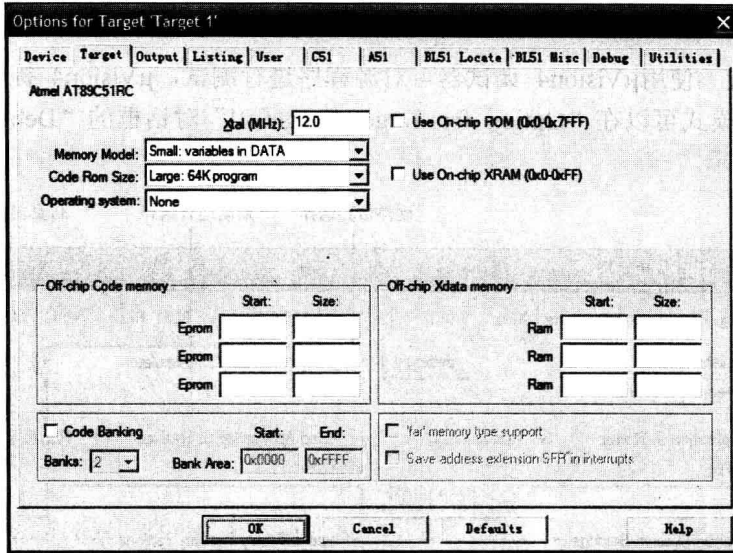 Options for Target 'Target 1'
Device Target Output Listing User C51 A51 BL51 Locate BL51 Misc Debug Utilities
Atmel AT89C51RC
Xtal (MHz): 12.0
Use On-chip ROM (0x0-0x7FFF)
Memory Model: Small: variables in DATA
Code Rom Size: Large: 64K program
Use On-chip XRAM (0x0-0xFF)
Operating system: None
Off-chip Code memory
Start: Size:
Eprom
Eprom
Eprom
Off-chip Xdata memory
Start: Size:
Ram
Ram
Ram
Code Banking
Start: End:
Banks: 2
Bank Area: 0x0000 0xFFFF
'far' memory type support
Save address extension SFR in interrupts
OK Cancel Defaults Help